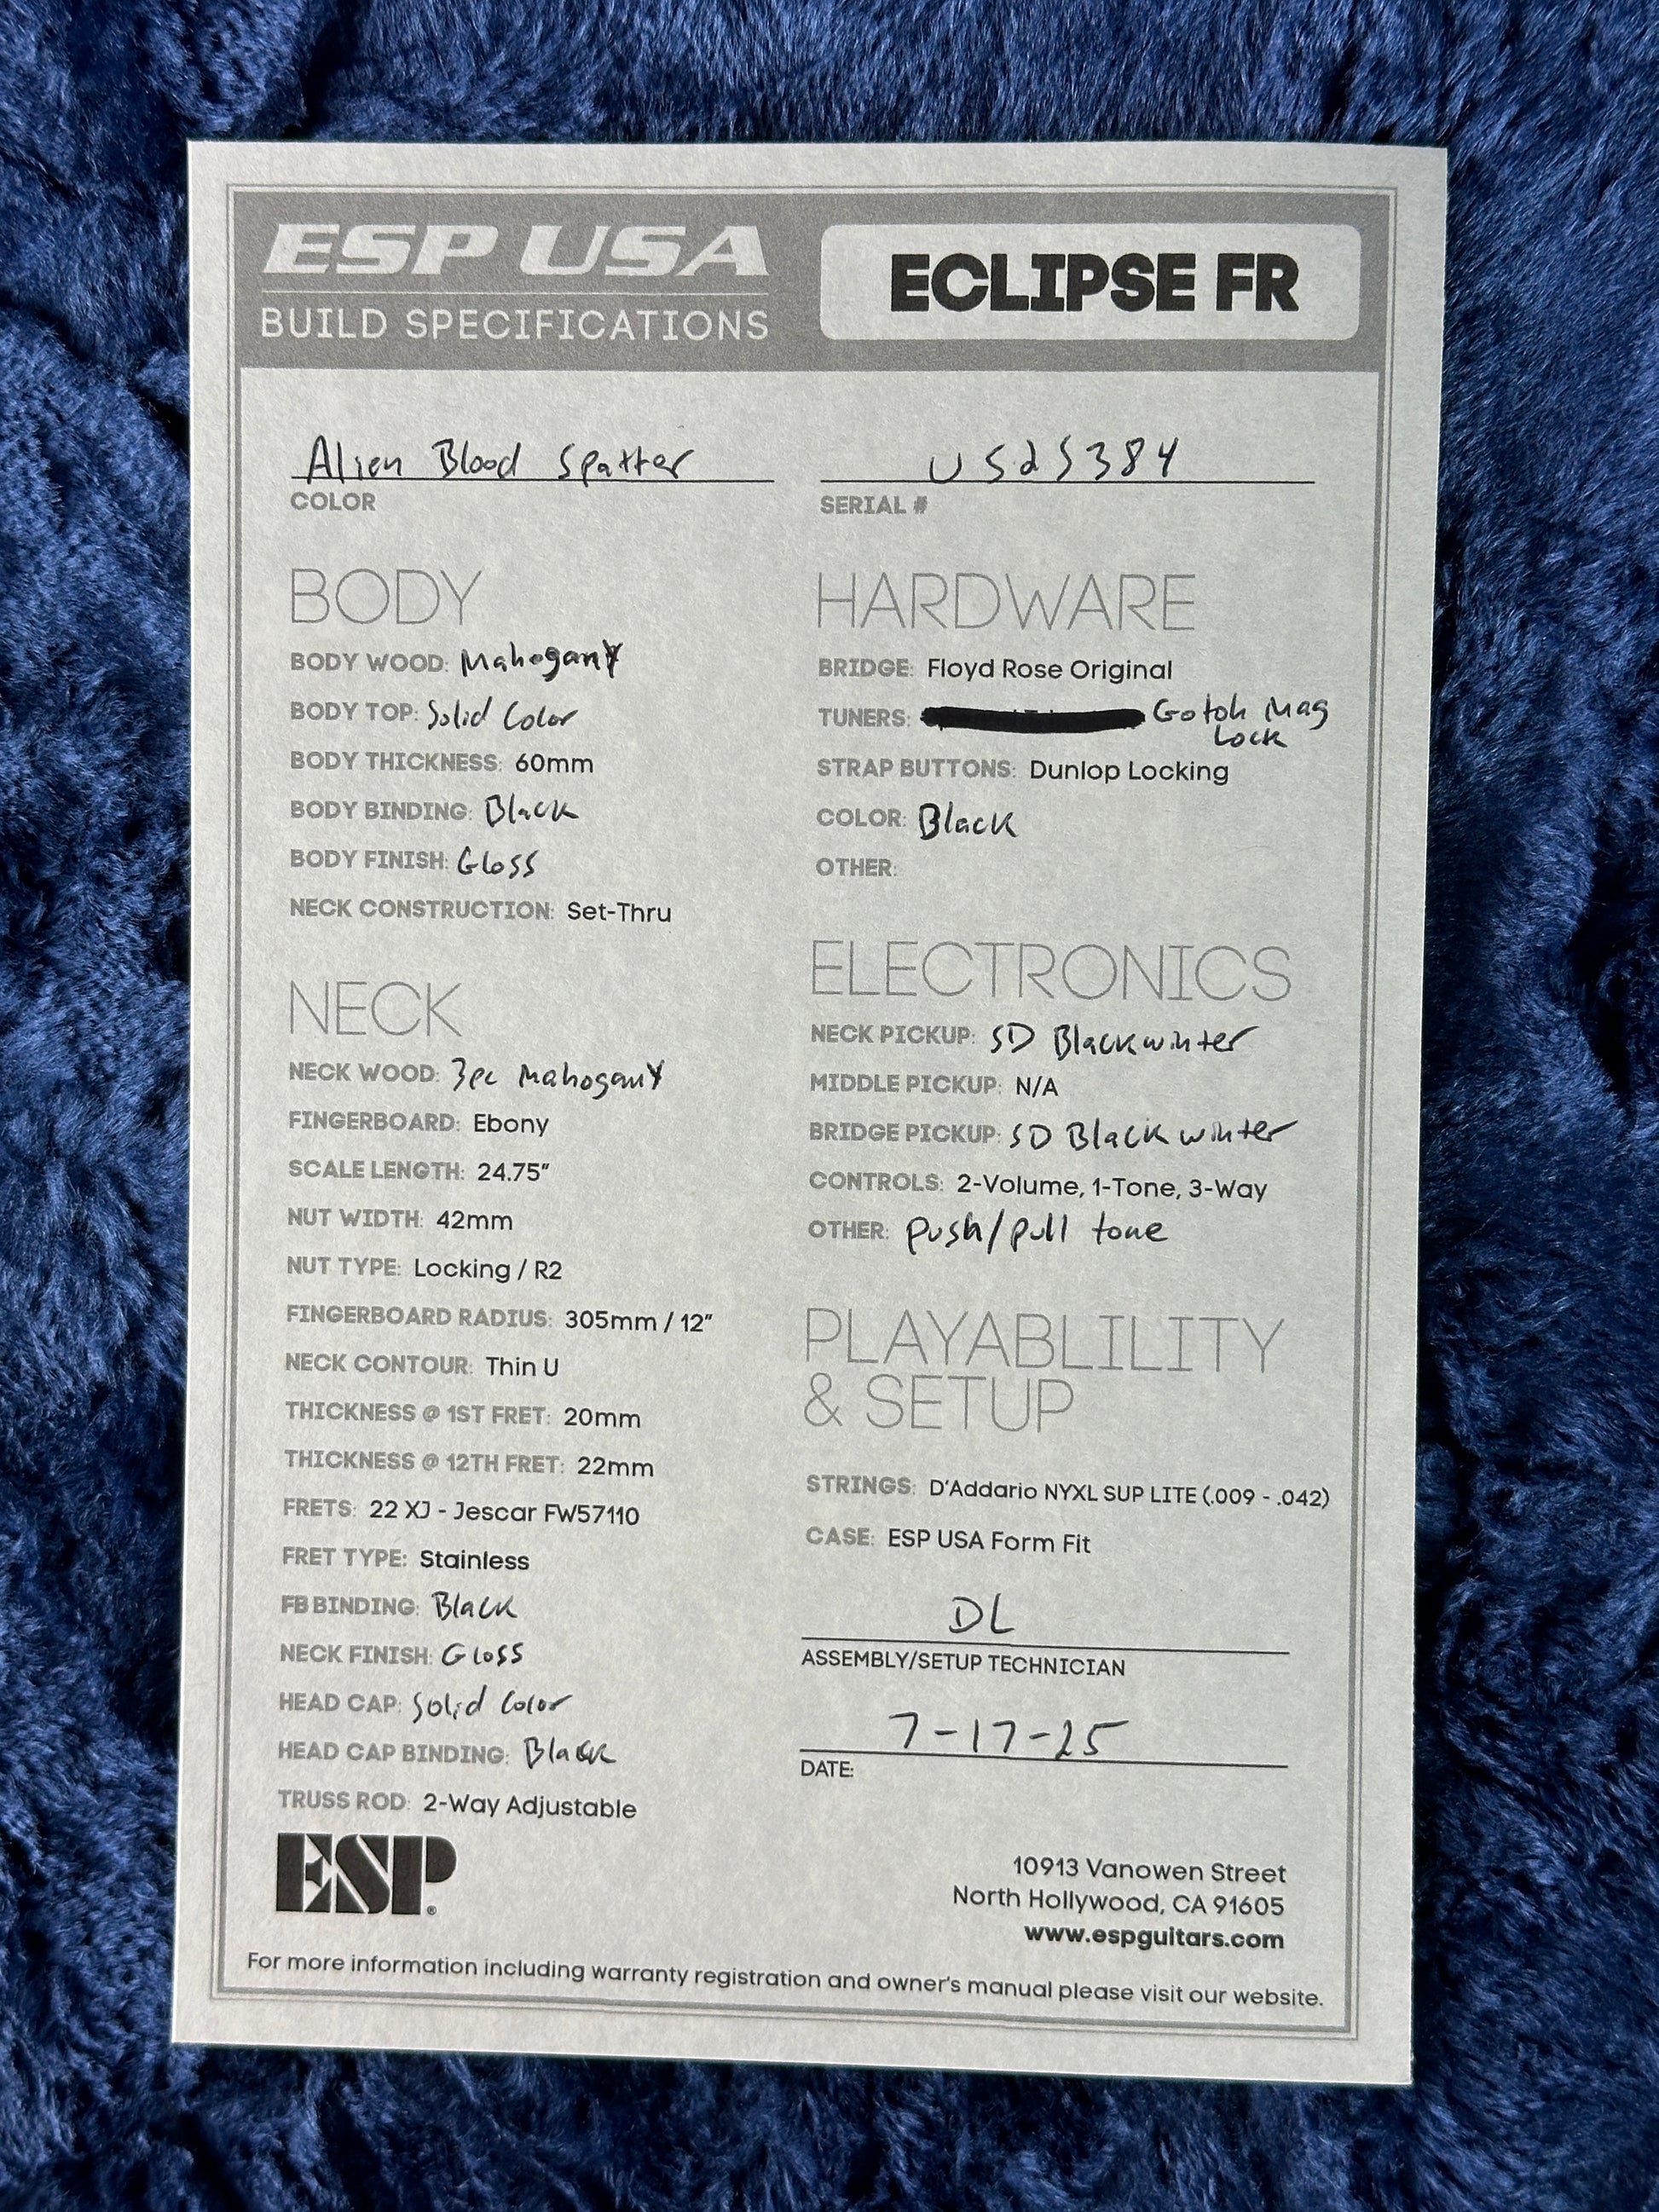 ESP USA
BUILD SPECIFICATIONS
ECLIPSE FR
Alien Blood Spatter
COLOR
US25384
SERIAL #
BODY
BODY WOOD: Mahogany
BODY TOP: Solid Color
BODY THICKNESS: 60mm
BODY BINDING: Black
BODY FINISH: Gloss
NECK CONSTRUCTION: Set-Thru
NECK
NECK WOOD: 3pc Mahogany
FINGERBOARD: Ebony
SCALE LENGTH: 24.75”
NUT WIDTH: 42mm
NUT TYPE: Locking / R2
FINGERBOARD RADIUS: 305mm / 12”
NECK CONTOUR: Thin U
THICKNESS @ 1ST FRET: 20mm
THICKNESS @ 12TH FRET: 22mm
FRETS: 22 XJ - Jescar FW57110
FRET TYPE: Stainless
FB BINDING: Black
NECK FINISH: Gloss
HEAD CAP: Solid Color
HEAD CAP BINDING: Black
TRUSS ROD: 2-Way Adjustable
HARDWARE
BRIDGE: Floyd Rose Original
TUNERS: Gotoh Mag
Lock
STRAP BUTTONS: Dunlop Locking
COLOR: Black
OTHER:
ELECTRONICS
NECK PICKUP: SD Blackwinter
MIDDLE PICKUP: N/A
BRIDGE PICKUP: SD Blackwinter
CONTROLS: 2-Volume, 1-Tone, 3-Way
OTHER: push/pull tone
PLAYABLILITY
& SETUP
STRINGS: D’Addario NYXL SUP LITE (.009 - .042)
CASE: ESP USA Form Fit
DL
ASSEMBLY/SETUP TECHNICIAN
7-17-25
DATE:
ESP®
10913 Vanowen Street
North Hollywood, CA 91605
www.espguitars.com
For more information including warranty registration and owner’s manual please visit our website.